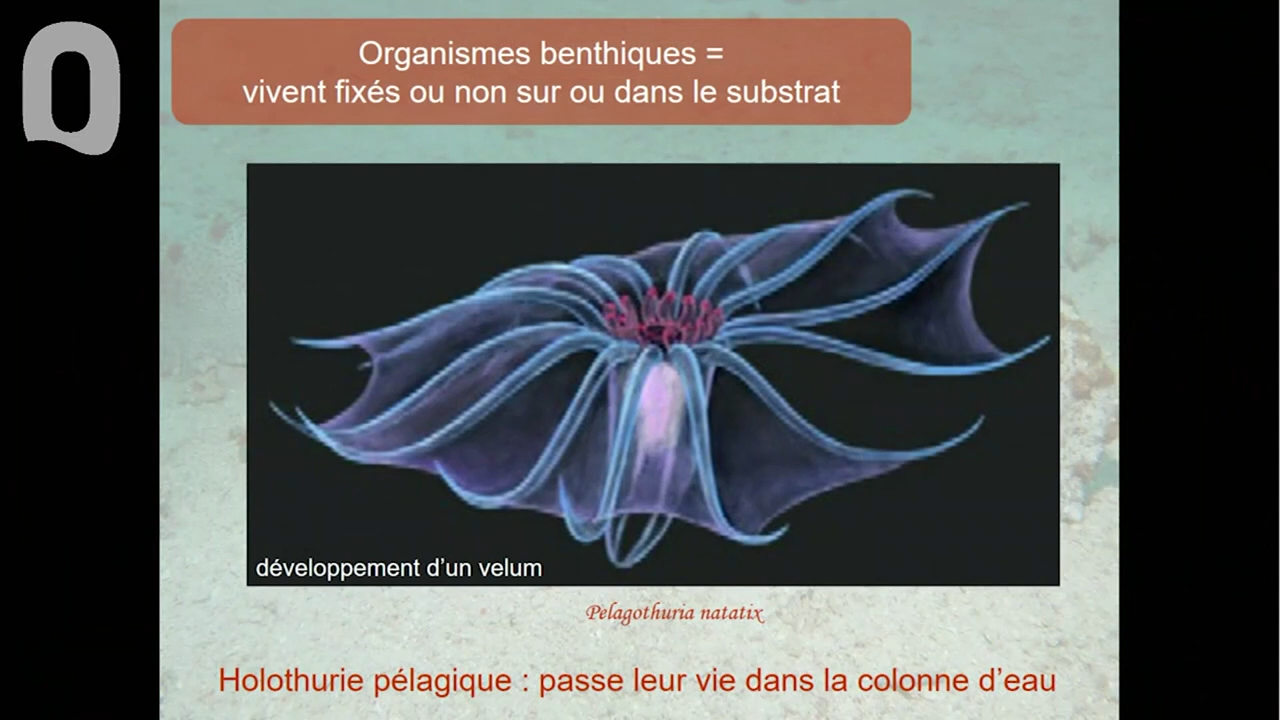 Q
Organismes benthiques =
vivent fixés ou non sur ou dans le substrat
développement d'un velum
Pelagothuria natatix
Holothurie pélagique : passe leur vie dans la colonne d'eau